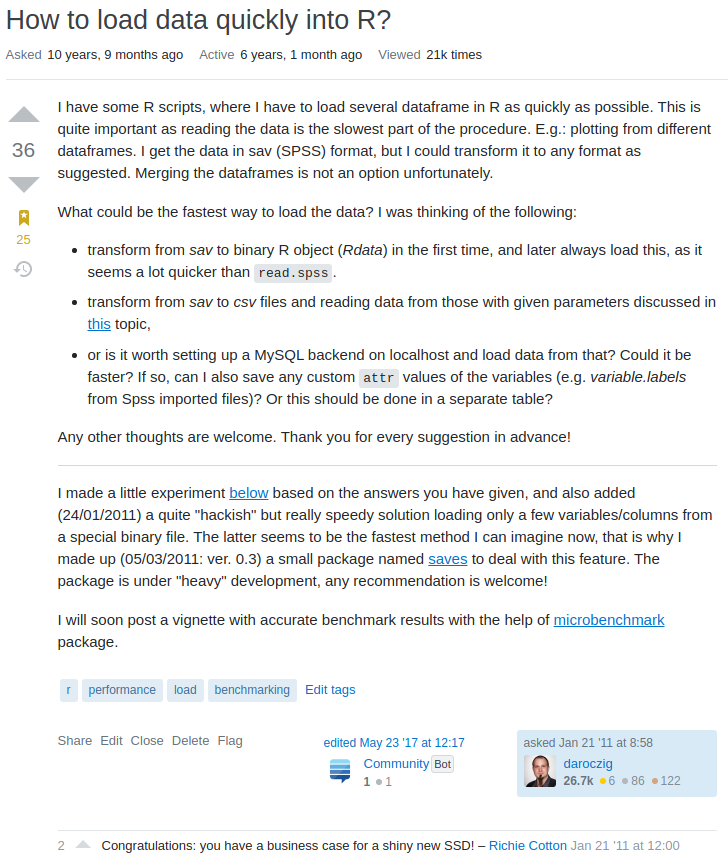 How to load data quickly into R?
Asked 10 years, 9 months ago Active 6 years, 1 month ago Viewed 21k times
I have some R scripts, where I have to load several dataframe in R as quickly as possible. This is
quite important as reading the data is the slowest part of the procedure. E.g.: plotting from different
36
dataframes. I get the data in sav (SPSS) format, but I could transform it to any format as
suggested. Merging the dataframes is not an option unfortunately.
What could be the fastest way to load the data? I was thinking of the following:
25
• transform from sav to binary R object (Rdata) in the first time, and later always load this, as it
seems a lot quicker than read.spss.
• transform from sav to csv files and reading data from those with given parameters discussed in
this topic,
• or is it worth setting up a MySQL backend on localhost and load data from that? Could it be
faster? If so, can I also save any custom attr values of the variables (e.g. variable.labels
from Spss imported files)? Or this should be done in a separate table?
Any other thoughts are welcome. Thank you for every suggestion in advance!
I made a little experiment below based on the answers you have given, and also added
(24/01/2011) a quite "hackish" but really speedy solution loading only a few variables/columns from
a special binary file. The latter seems to be the fastest method I can imagine now, that is why I
made up (05/03/2011: ver. 0.3) a small package named saves to deal with this feature. The
package is under "heavy" development, any recommendation is welcome!
I will soon post a vignette with accurate benchmark results with the help of microbenchmark
package.
r performance load benchmarking Edit tags
Share Edit Close Delete Flag
edited May 23 '17 at 12:17
Community Bot
1 ●1
asked Jan 21 '11 at 8:58
daroczig
26.7k ●6 ●86 ●122
2 Congratulations: you have a business case for a shiny new SSD! – Richie Cotton Jan 21 '11 at 12:00